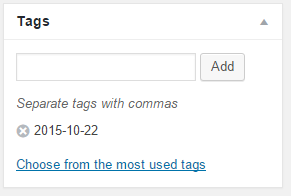 Tags
Add
Separate tags with commas
2015-10-22
Choose from the most used tags